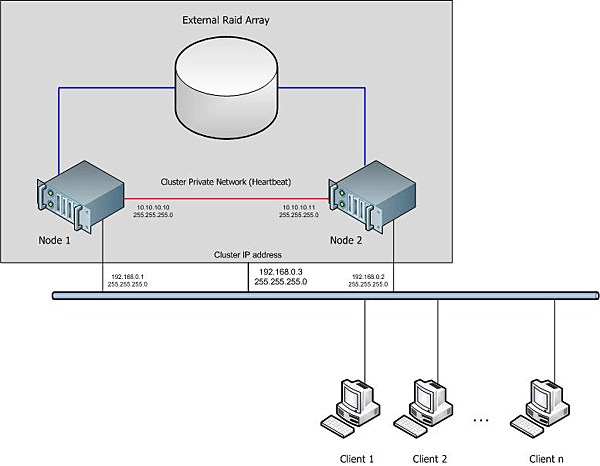 External Raid Array
Cluster Private Network (Heartbeat)
10.10.10.10
255.255.255.0
10.10.10.11
255.255.255.0
Node 1
Node 2
Cluster IP address
192.168.0.1
255.255.255.0
192.168.0.3
255.255.255.0
192.168.0.2
255.255.255.0
...
Client 1
Client 2
Client n